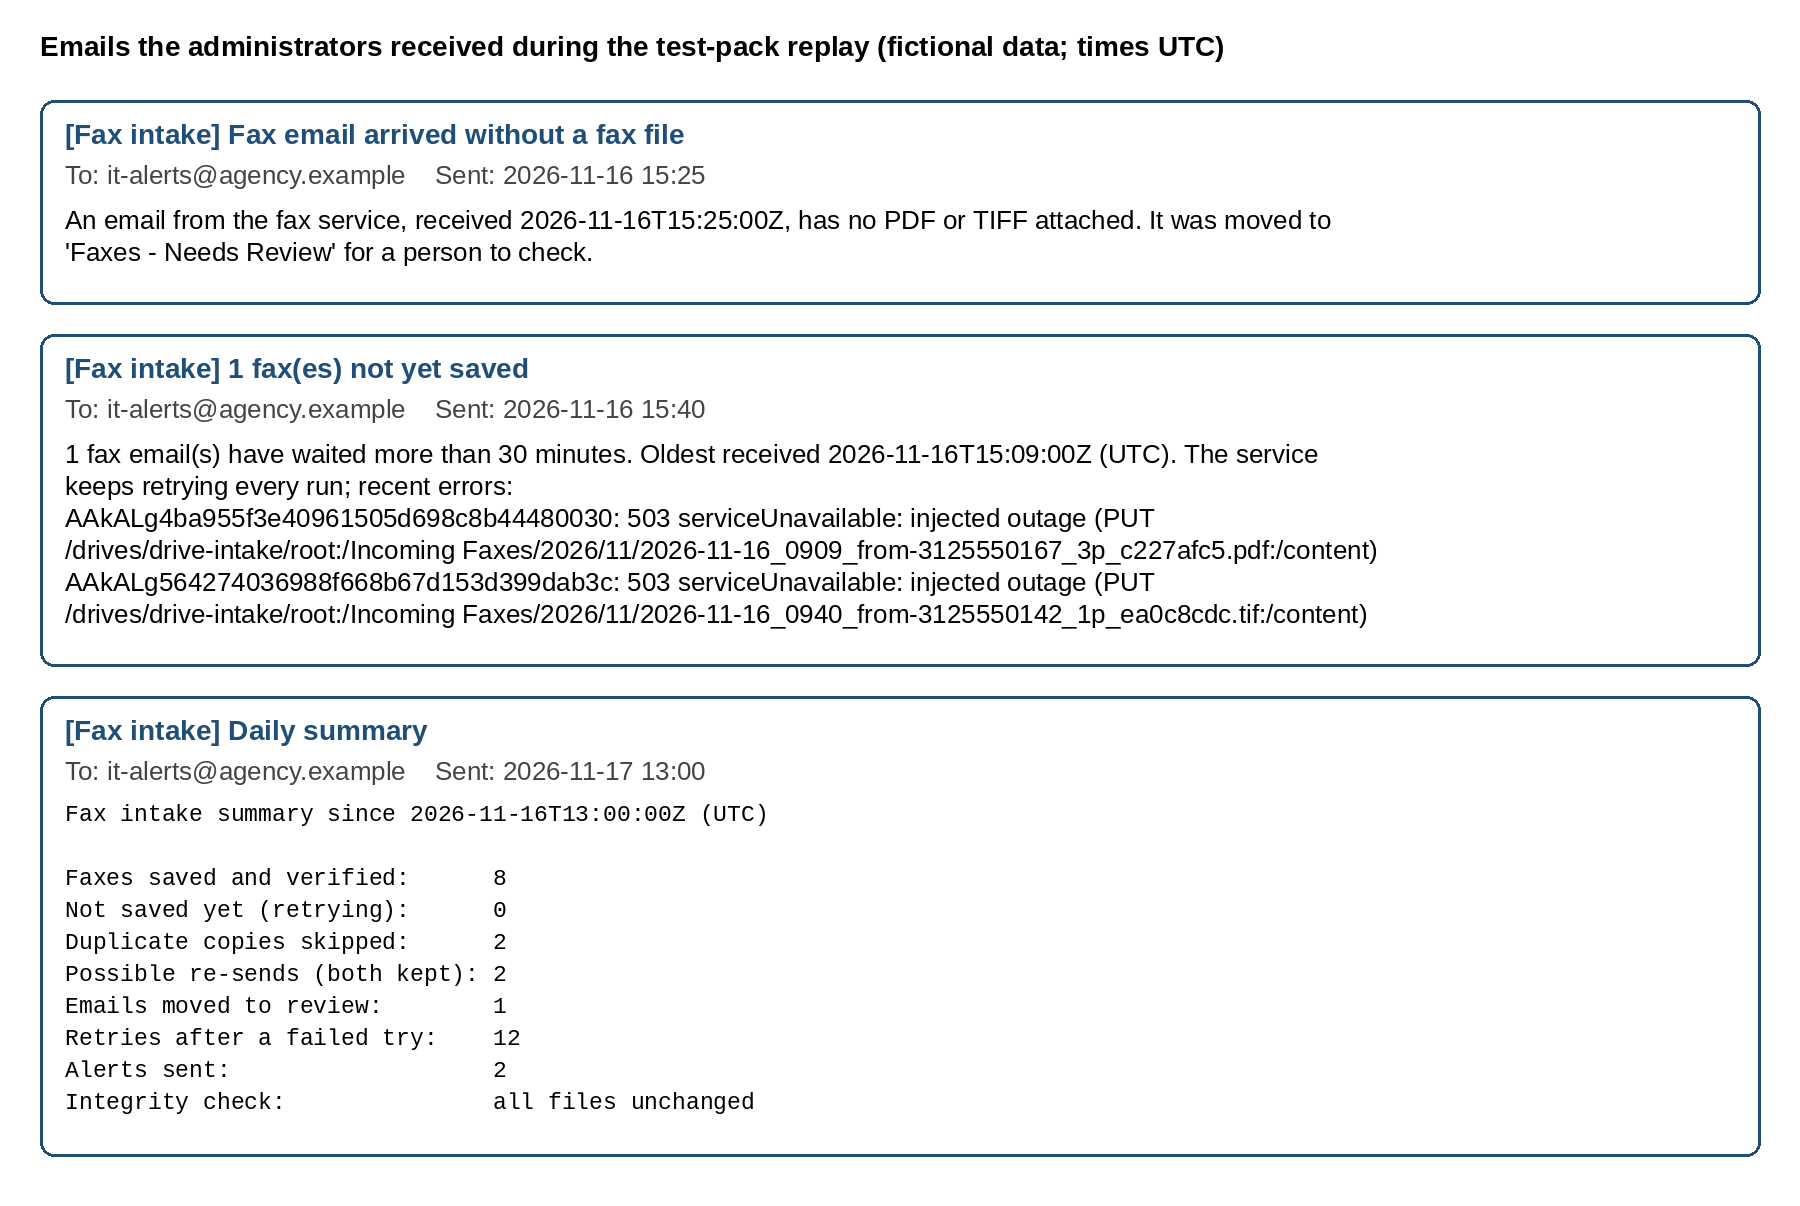 Emails the administrators received during the test-pack replay (fictional data; times UTC)
[Fax intake] Fax email arrived without a fax file
To: it-alerts@agency.example Sent: 2026-11-16 15:25
An email from the fax service, received 2026-11-16T15:25:00Z, has no PDF or TIFF attached. It was moved to
'Faxes - Needs Review' for a person to check.
[Fax intake] 1 fax(es) not yet saved
To: it-alerts@agency.example Sent: 2026-11-16 15:40
1 fax email(s) have waited more than 30 minutes. Oldest received 2026-11-16T15:09:00Z (UTC). The service
keeps retrying every run; recent errors:
AAkALg4ba955f3e40961505d698c8b44480030: 503 serviceUnavailable: injected outage (PUT
/drives/drive-intake/root:/Incoming Faxes/2026/11/2026-11-16_0909_from-3125550167_3p_c227afc5.pdf:/content)
AAkALg564274036988f668b67d153d399dab3c: 503 serviceUnavailable: injected outage (PUT
/drives/drive-intake/root:/Incoming Faxes/2026/11/2026-11-16_0940_from-3125550142_1p_ea0c8cdc.tif:/content)
[Fax intake] Daily summary
To: it-alerts@agency.example Sent: 2026-11-17 13:00
Fax intake summary since 2026-11-16T13:00:00Z (UTC)
Faxes saved and verified: 8
Not saved yet (retrying): 0
Duplicate copies skipped: 2
Possible re-sends (both kept): 2
Emails moved to review: 1
Retries after a failed try: 12
Alerts sent: 2
Integrity check: all files unchanged